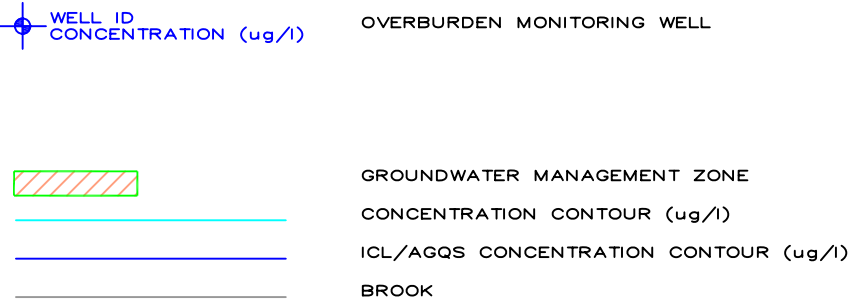 WELL ID
CONCENTRATION (ug/l)
OVERBURDEN MONITORING WELL
GROUNDWATER MANAGEMENT ZONE
CONCENTRATION CONTOUR (ug/l)
ICL/AGQS CONCENTRATION CONTOUR (ug/l)
BROOK